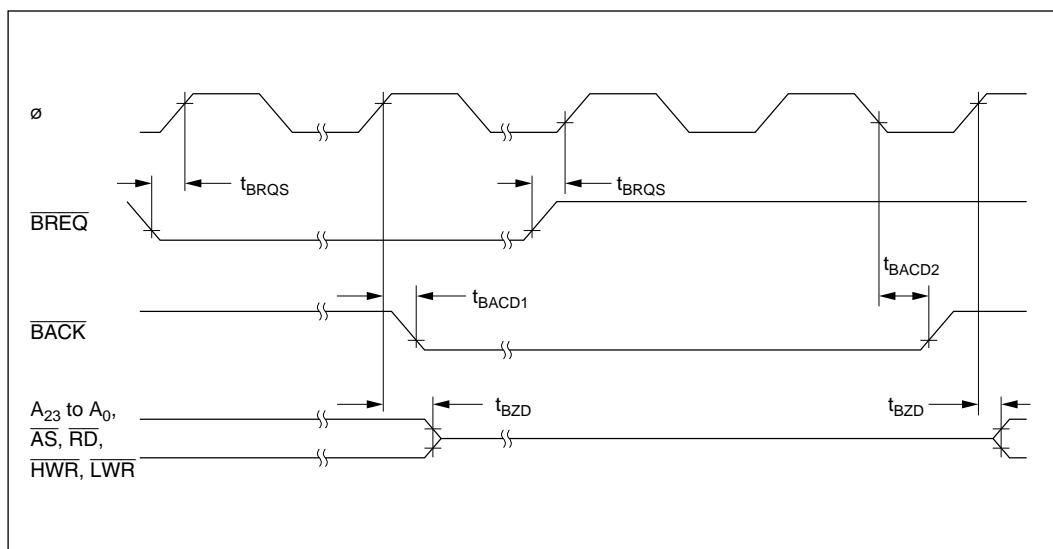 ø
tBRQS
tBRQS
BREQ
tBACD2
tBACD1
BACK
A23 to A0,
AS, RD,
HWR, LWR
tBZD
tBZD